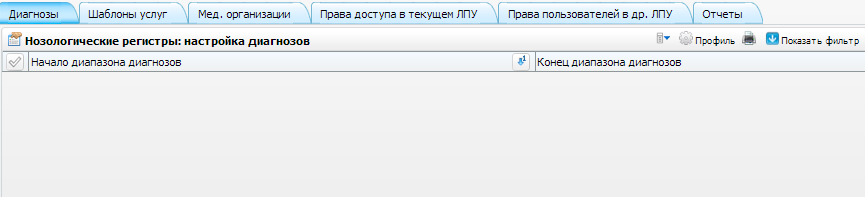 Диагнозы Шаблоны услуг Мед. организации Права доступа в текущем ЛПУ Права пользователей в др. ЛПУ Отчеты
Нозологические регистры: настройка диагнозов Профиль Показать фильтр
Начало диапазона диагнозов 1 Конец диапазона диагнозов